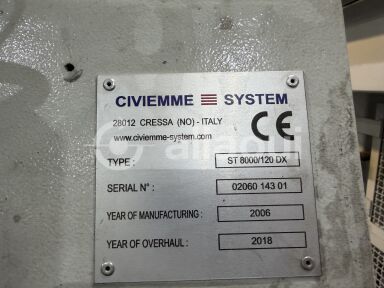 CIVIEMME SYSTEM
28012 CRESSA (NO) - ITALY
www.civiemme-system.com
CE
TYPE : ST 8000/120 DX
SERIAL N° : 02060 143 01
YEAR OF MANUFACTURING : 2006
YEAR OF OVERHAUL : 2018